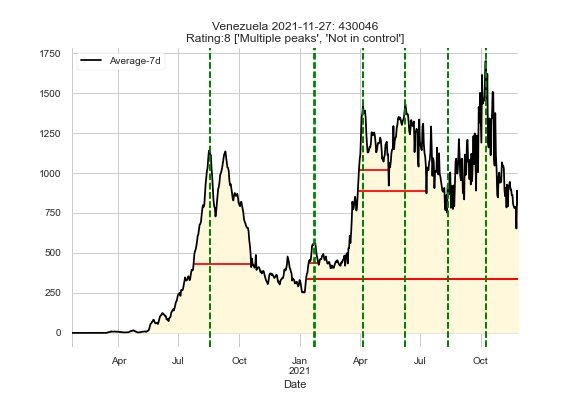 Venezuela 2021-11-27: 430046
Rating:8 ['Multiple peaks', 'Not in control']
Average-7d
1750
1500
1250
1000
750
500
250
0
Apr
Jul
Oct
Jan
2021
Apr
Jul
Oct
Date